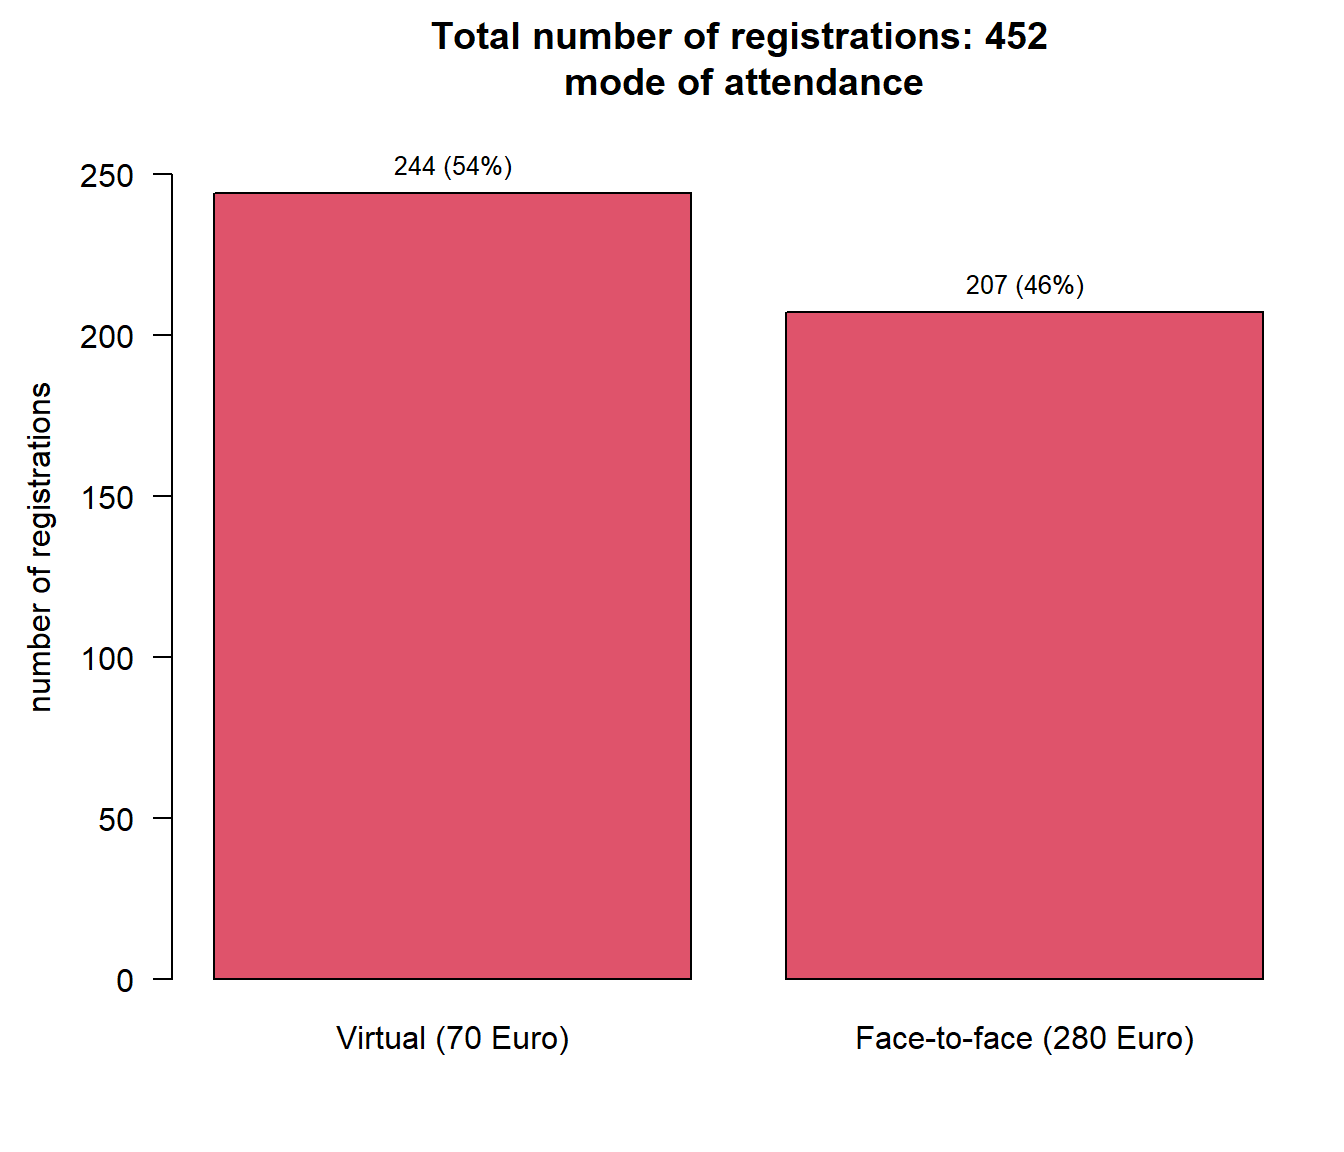 Total number of registrations: 452
mode of attendance
244 (54%)
207 (46%)
number of registrations
250
200
150
100
50
0
Virtual (70 Euro)
Face-to-face (280 Euro)